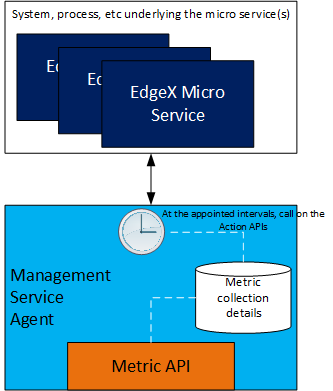 System, process, etc underlying the micro service(s)
Ed
E
EdgeX Micro
Service
At the appointed intervals, call on the
Action APIs
Management
Service
Agent
Metric
collection
details
Metric API